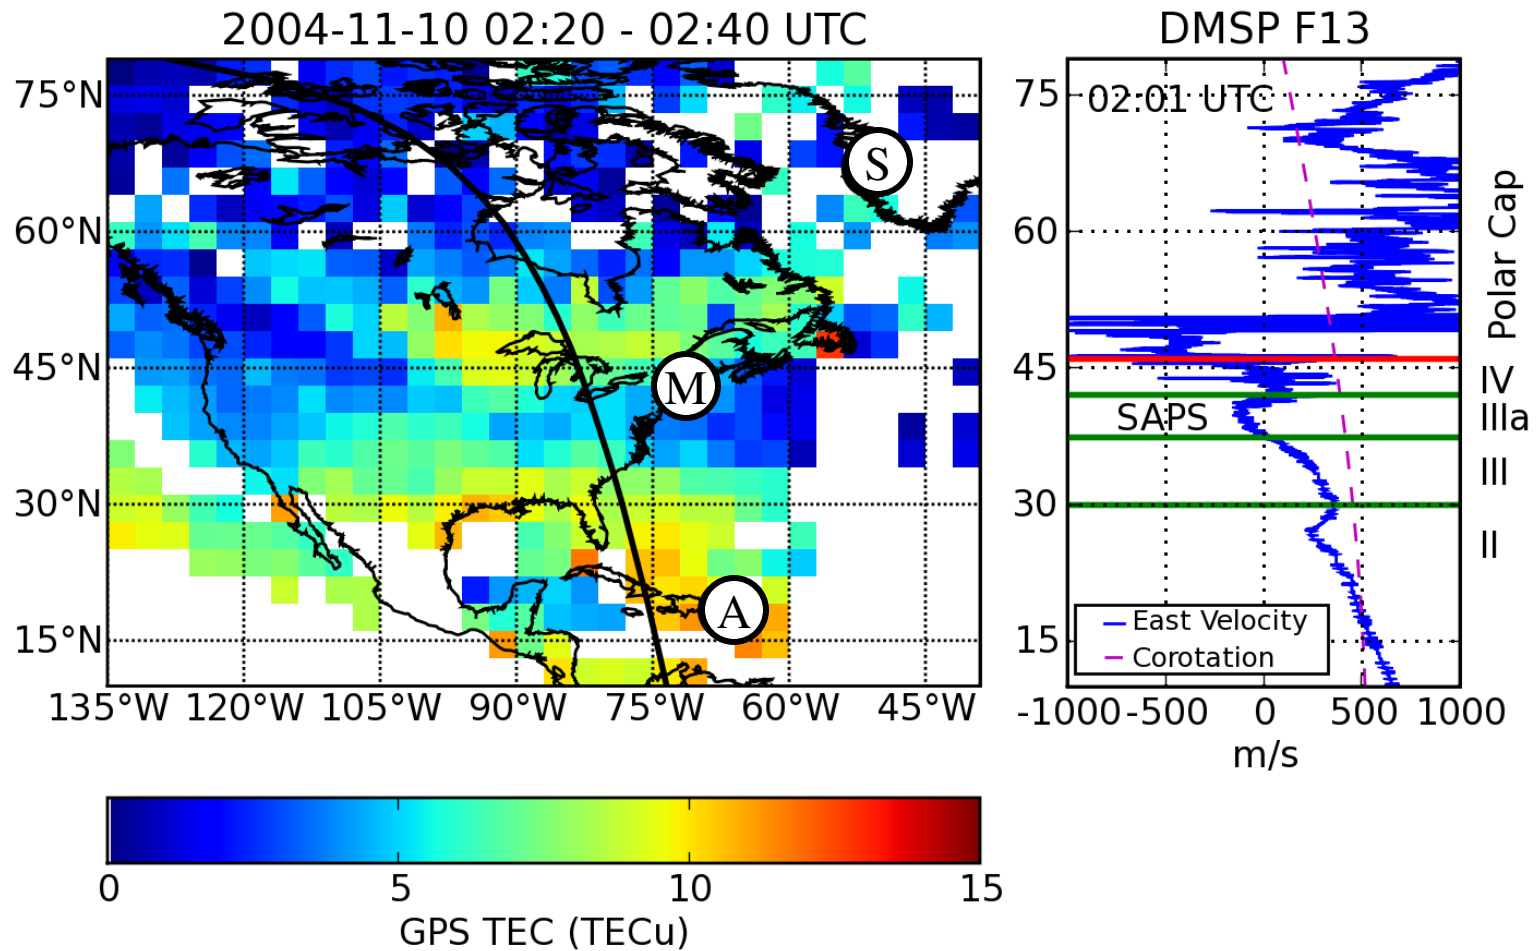 2004-11-10 02:20 - 02:40 UTC
75°N
60°N
45°N
30°N
15°N
135°W 120°W 105°W 90°W 75°W 60°W 45°W
S
M
A
0 5 10 15
GPS TEC (TECu)
DMSP F13
02:01 UTC
75
60
45
30
15
SAPS
East Velocity
Corotation
-1000 -500 0 500 1000
m/s
Polar Cap
IV
IIIa
III
II